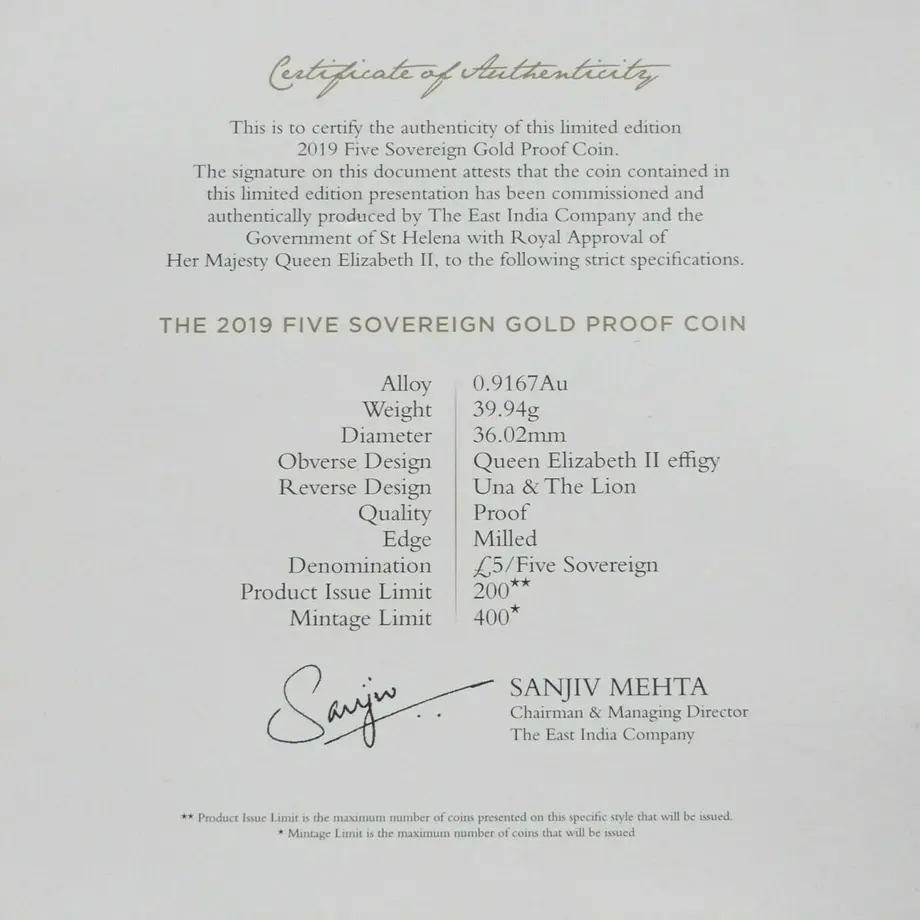 Certificate of Authenticity
This is to certify the authenticity of this limited edition
2019 Five Sovereign Gold Proof Coin.
The signature on this document attests that the coin contained in
this limited edition presentation has been commissioned and
authentically produced by The East India Company and the
Government of St Helena with Royal Approval of
Her Majesty Queen Elizabeth II, to the following strict specifications.
THE 2019 FIVE SOVEREIGN GOLD PROOF COIN
Alloy 0.9167Au
Weight 39.94g
Diameter 36.02mm
Obverse Design Queen Elizabeth II effigy
Reverse Design Una & The Lion
Quality Proof
Edge Milled
Denomination £5/Five Sovereign
Product Issue Limit 200★★
Mintage Limit 400★
Sanjiv
SANJIV MEHTA
Chairman & Managing Director
The East India Company
★★ Product Issue Limit is the maximum number of coins presented on this specific style that will be issued.
★ Mintage Limit is the maximum number of coins that will be issued